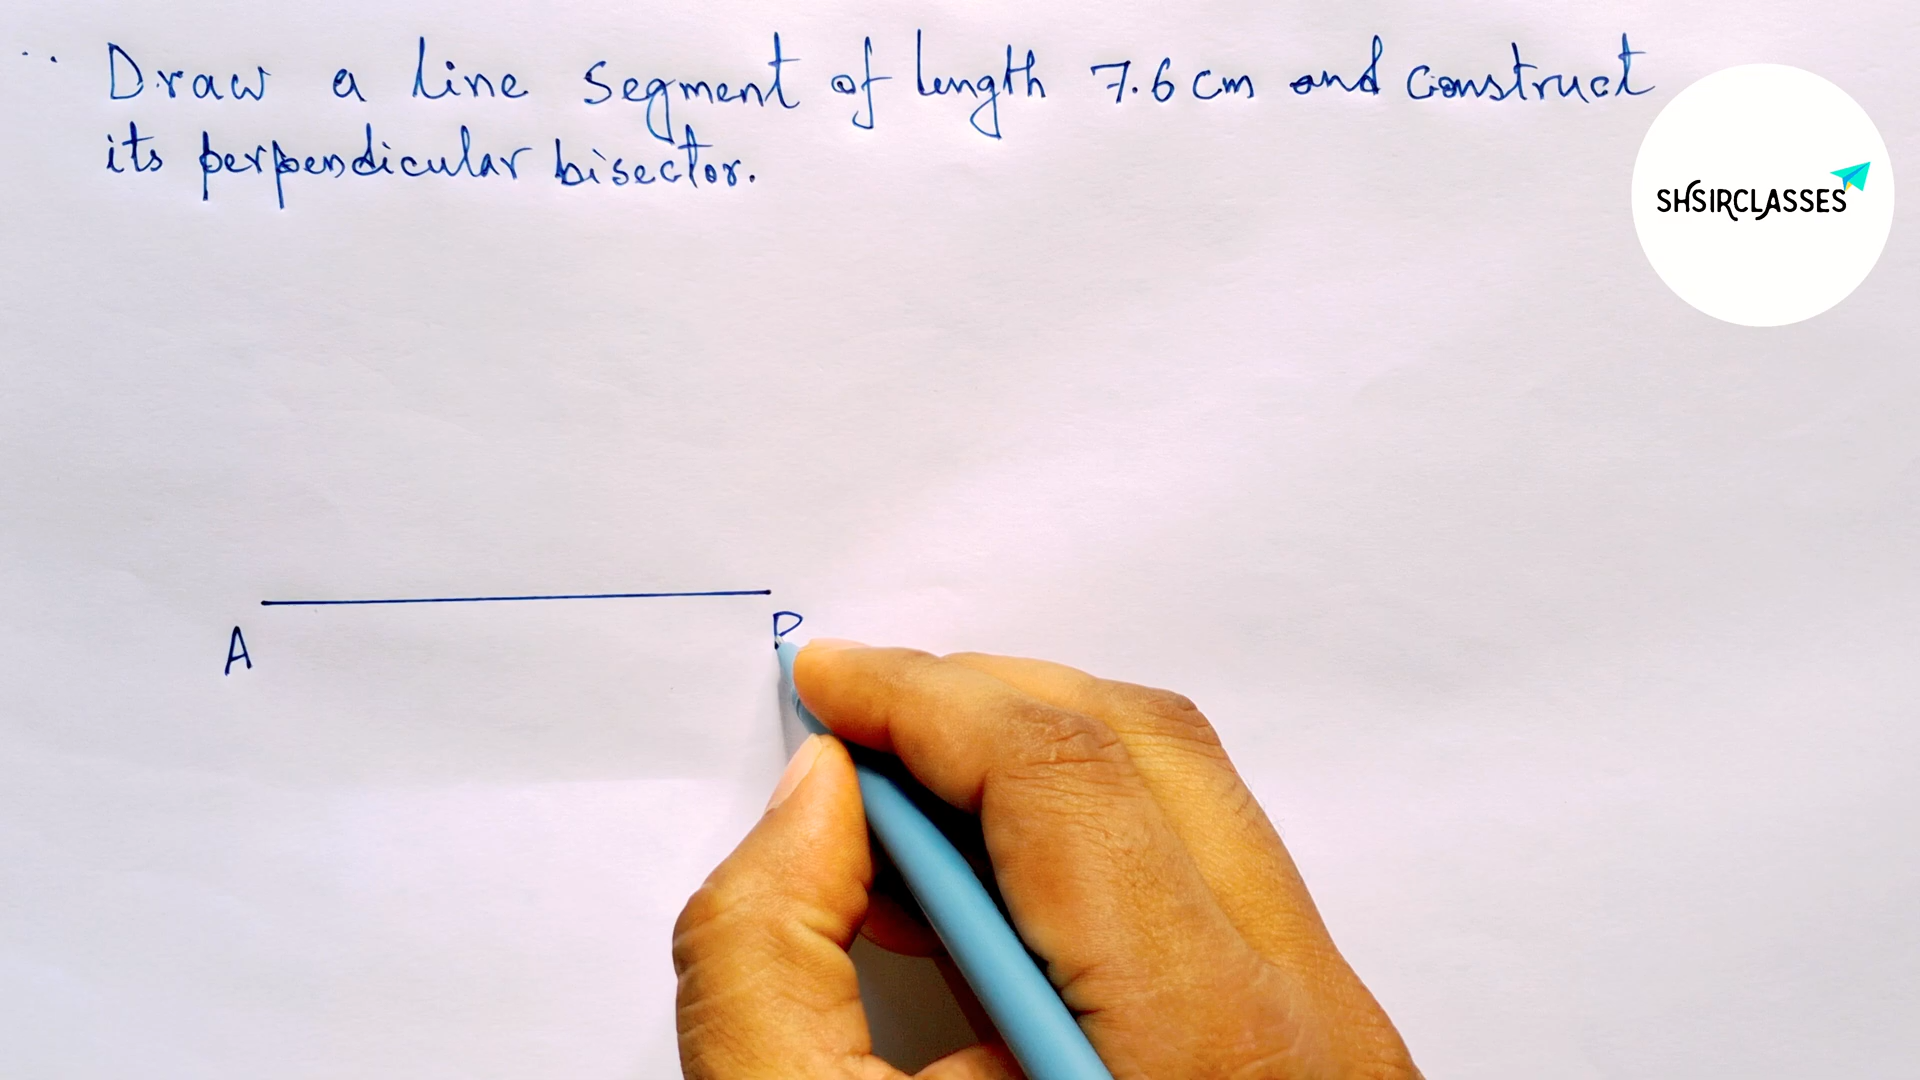 Draw a line segment of length 7.6 cm and construct
its perpendicular bisector.
SHSIRCLASSES
A